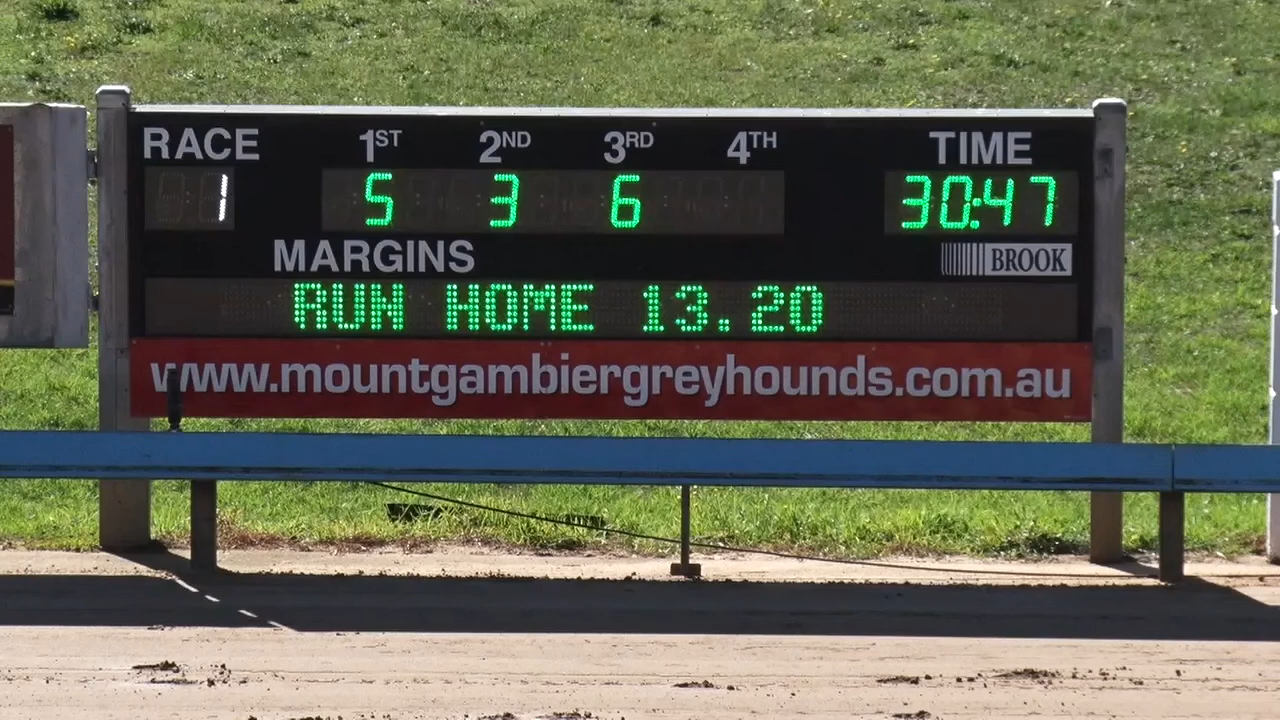 RACE 1ST 2ND 3RD 4TH TIME
1 5 3 6 30:47
MARGINS BROOK
RUN HOME 13.20
www.mountgambiergreyhounds.com.au